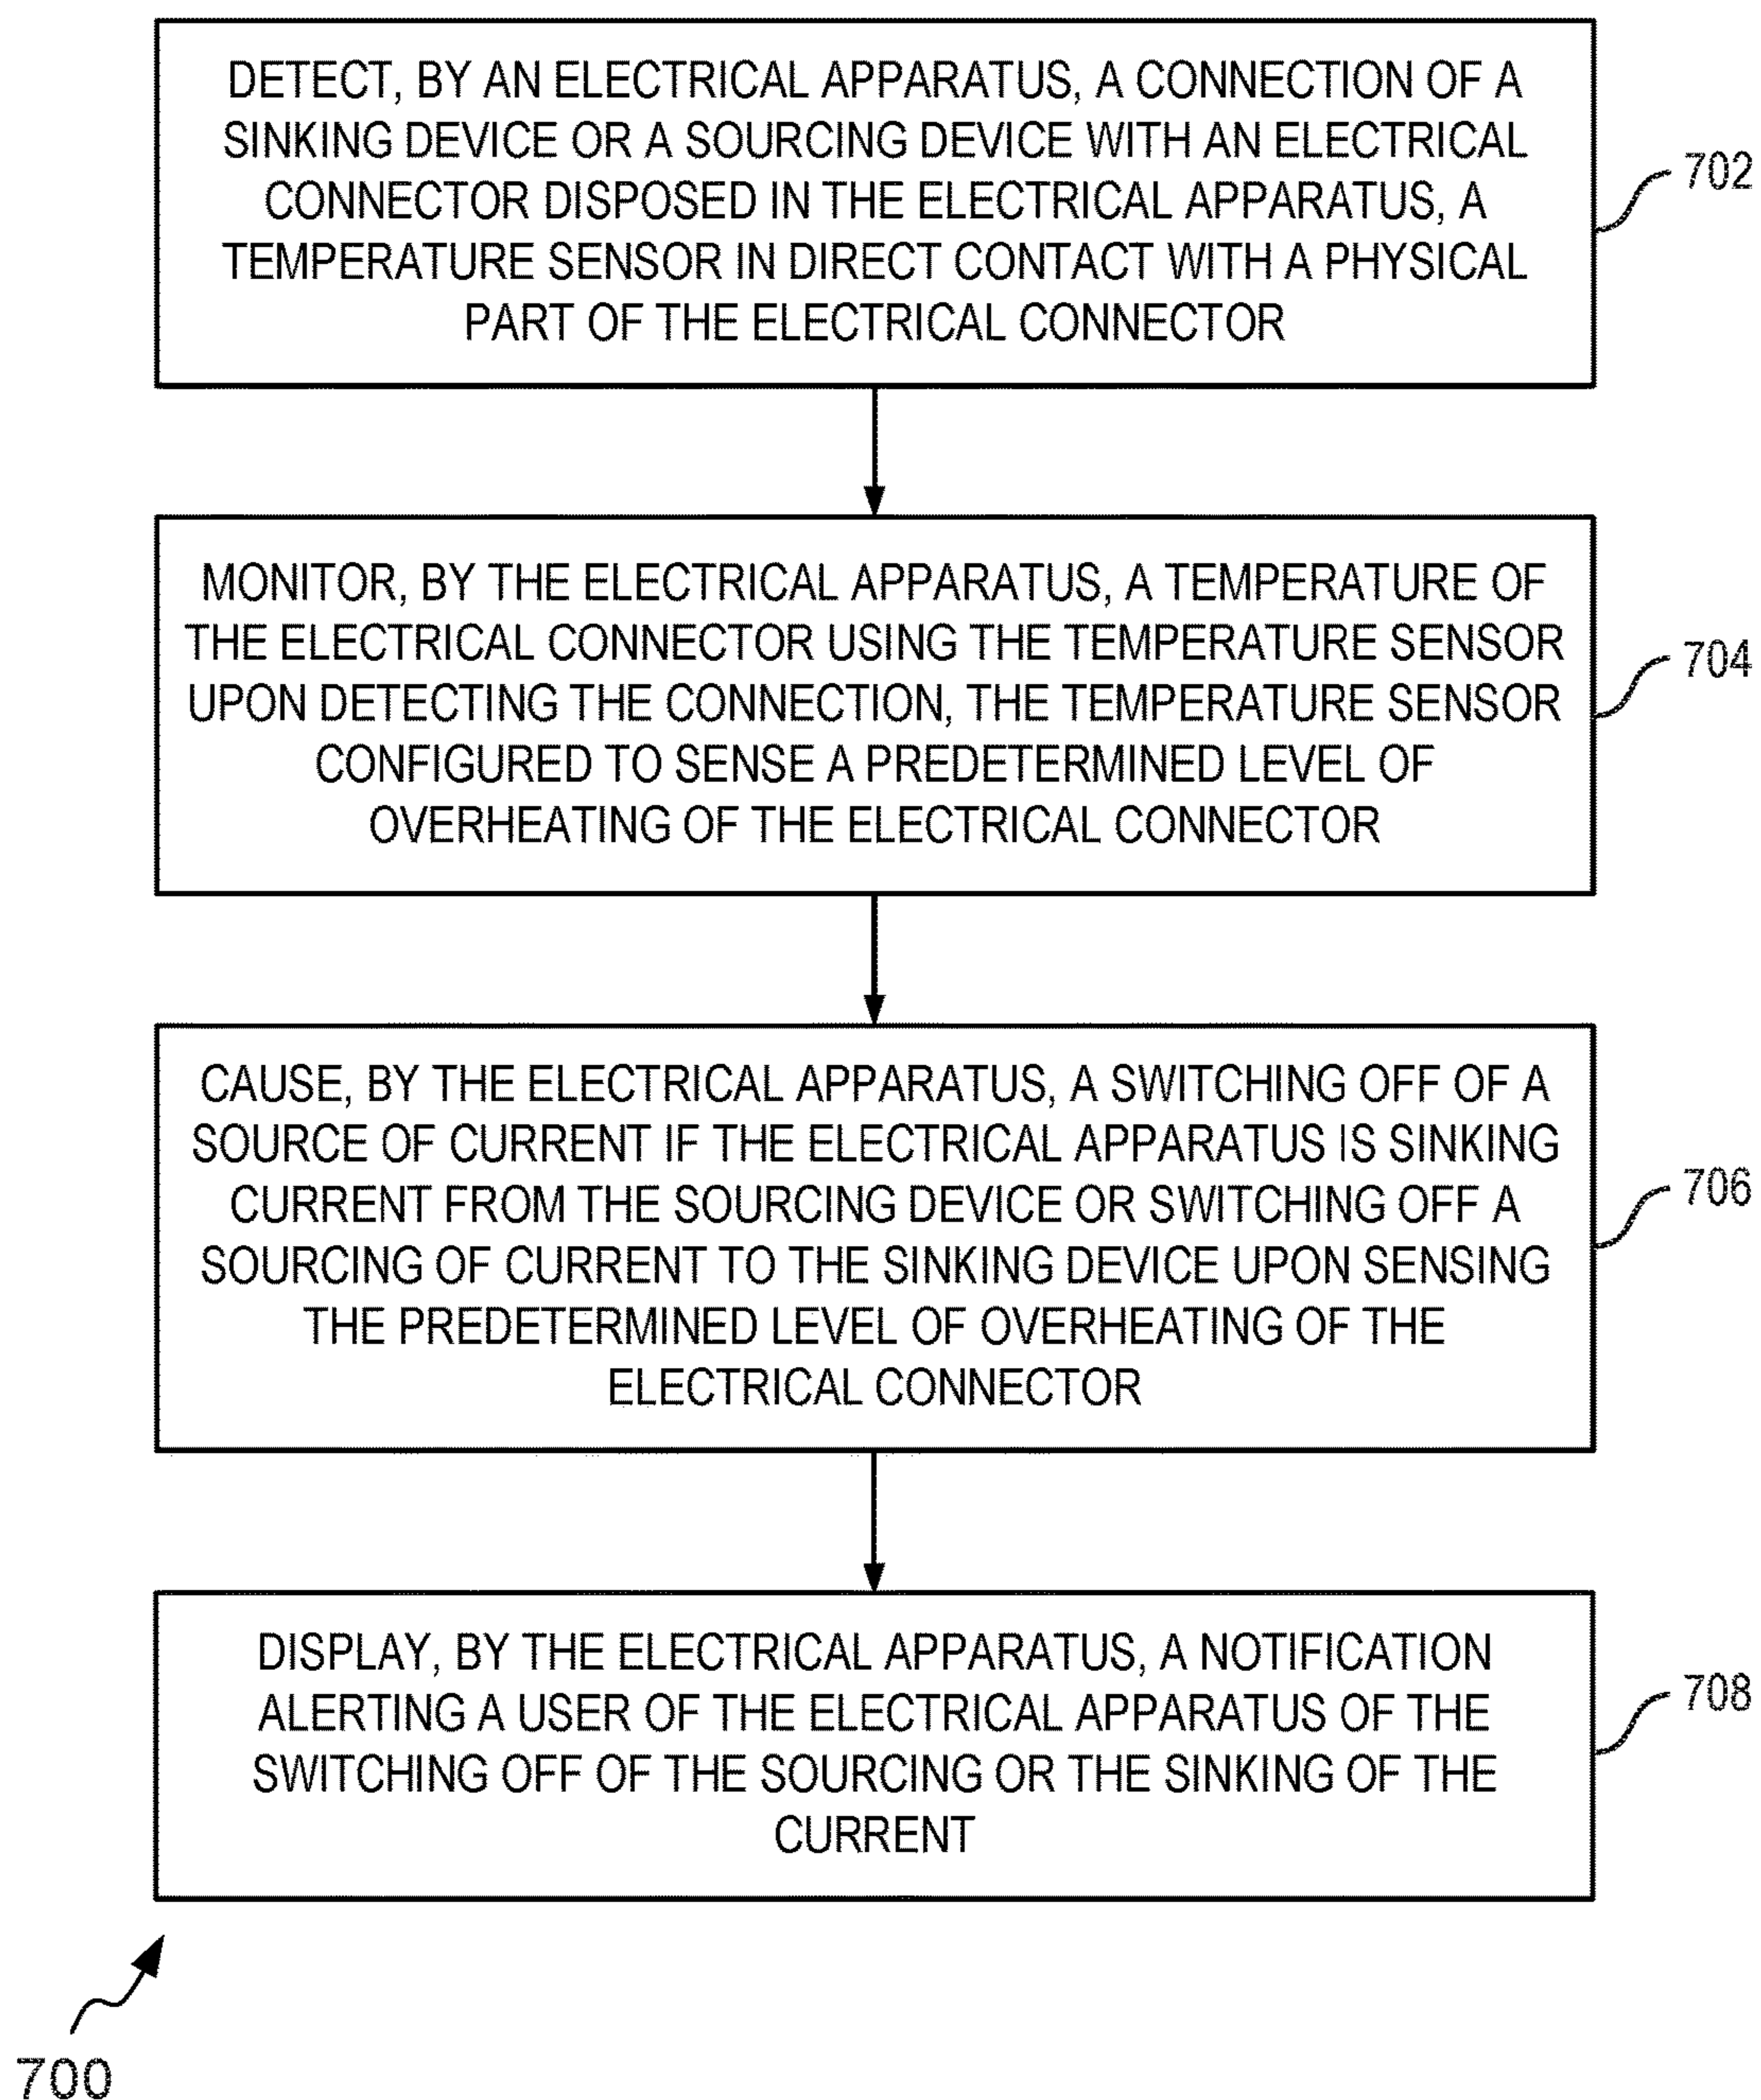 DETECT, BY AN ELECTRICAL APPARATUS, A CONNECTION OF A
SINKING DEVICE OR A SOURCING DEVICE WITH AN ELECTRICAL
CONNECTOR DISPOSED IN THE ELECTRICAL APPARATUS, A
TEMPERATURE SENSOR IN DIRECT CONTACT WITH A PHYSICAL
PART OF THE ELECTRICAL CONNECTOR
702
MONITOR, BY THE ELECTRICAL APPARATUS, A TEMPERATURE OF
THE ELECTRICAL CONNECTOR USING THE TEMPERATURE SENSOR
UPON DETECTING THE CONNECTION, THE TEMPERATURE SENSOR
CONFIGURED TO SENSE A PREDETERMINED LEVEL OF
OVERHEATING OF THE ELECTRICAL CONNECTOR
704
CAUSE, BY THE ELECTRICAL APPARATUS, A SWITCHING OFF OF A
SOURCE OF CURRENT IF THE ELECTRICAL APPARATUS IS SINKING
CURRENT FROM THE SOURCING DEVICE OR SWITCHING OFF A
SOURCING OF CURRENT TO THE SINKING DEVICE UPON SENSING
THE PREDETERMINED LEVEL OF OVERHEATING OF THE
ELECTRICAL CONNECTOR
706
DISPLAY, BY THE ELECTRICAL APPARATUS, A NOTIFICATION
ALERTING A USER OF THE ELECTRICAL APPARATUS OF THE
SWITCHING OFF OF THE SOURCING OR THE SINKING OF THE
CURRENT
708
700